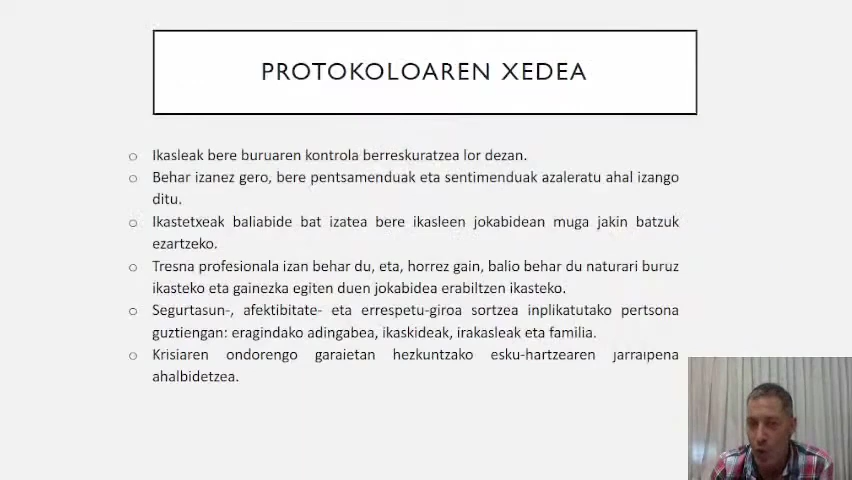 PROTOKOLOAREN XEDEA
o Ikasleak bere buruaren kontrola berreskuratzea lor dezan.
o Behar izanez gero, bere pentsamenduak eta sentimenduak azaleratu ahal izango
ditu.
o Ikastetxeak baliabide bat izatea bere ikasleen jokabidean muga jakin batzuk
ezartzeko.
o Tresna profesionala izan behar du, eta, horrez gain, balio behar du naturari buruz
ikasteko eta gainezka egiten duen jokabidea erabiltzen ikasteko.
o Segurtasun-, afektibitate- eta errespetu-giroa sortzea inplikatutako pertsona
guztiengan: eragindako adingabea, ikaskideak, irakasleak eta familia.
o Krisiaren ondorengo garaietan hezkuntzako esku-hartzearen jarraipena
ahalbidetzea.